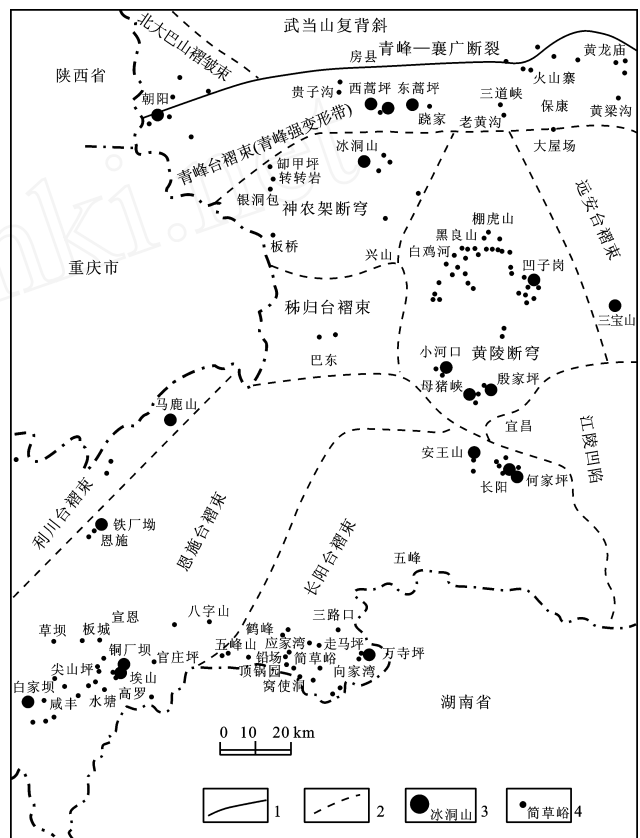 武当山复背斜
北大巴山褶皱束
青峰—襄广断裂
房县
黄龙庙
陕西省
火山寨
朝阳
贵子沟
西蒿坪
东蒿坪
三道峡
保康
黄梁沟
跷家
老黄沟
青峰台褶束(青峰强变形带)
冰洞山
大屋场
卸甲坪
转转岩
银洞包
神农架断穹
远安台褶束
棚虎山
黑良山
白鸡河
板桥
兴山
凹子岗
重庆市
秭归台褶束
三宝山
小河口
黄陵断穹
巴东
殷家坪
母猪峡
马鹿山
宜昌
江陵凹陷
安王山
长阳
何家坪
利川台褶束
铁厂坳
恩施
恩施台褶束
长阳台褶束
五峰
八字山
宣恩
草坝
板城
鹤峰
三路口
铜厂坝
官庄坪
五峰山
应家湾
走马坪
万寺坪
铅场
简草峪
尖山坪
埃山
顶锅园
向家湾
白家坝
高罗
窝使洞
咸丰
水塘
湖南省
0 10 20 km
1
2
冰洞山 3
简草峪 4
nki.net